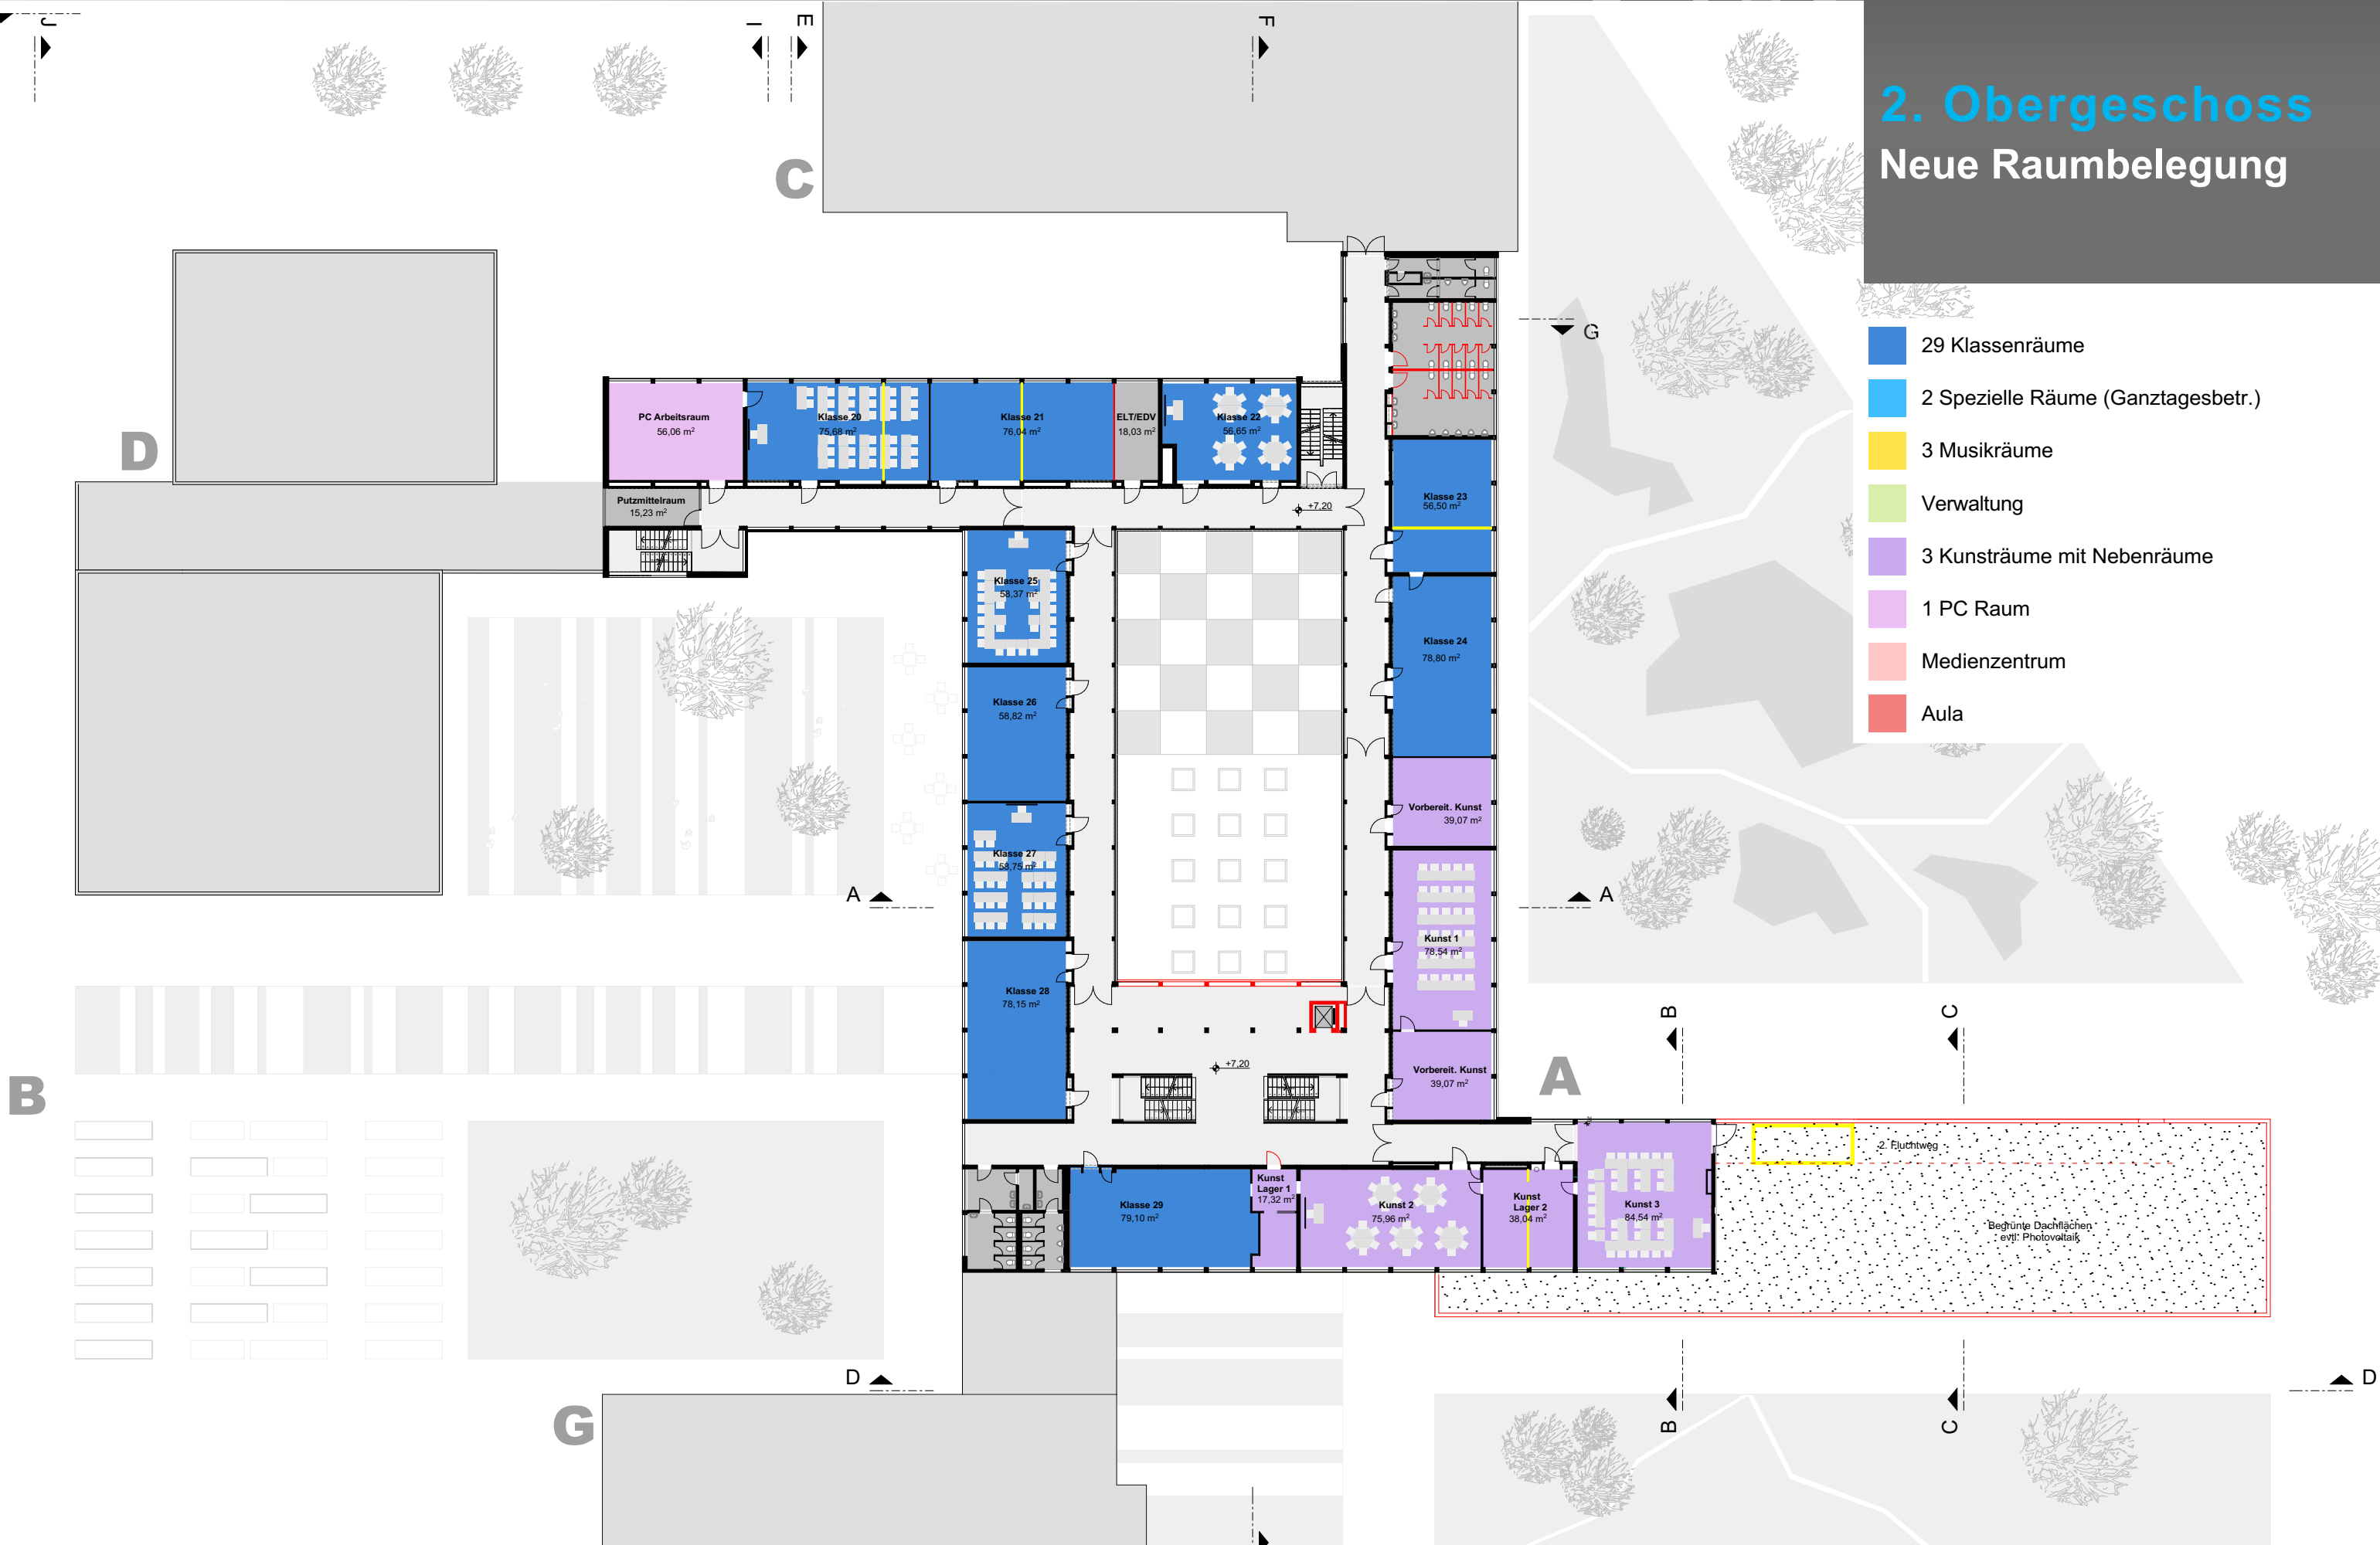 J
I
E
F
2. Obergeschoss
Neue Raumbelegung
C
G
29 Klassenräume
2 Spezielle Räume (Ganztagesbetr.)
3 Musikräume
Verwaltung
3 Kunsträume mit Nebenräume
1 PC Raum
Medienzentrum
Aula
D
PC Arbeitsraum
56,06 m²
Klasse 20
75,68 m²
Klasse 21
76,04 m²
ELT/EDV
18,03 m²
Klasse 22
56,65 m²
Putzmittelraum
15,23 m²
+7,20
Klasse 23
56,50 m²
Klasse 25
58,37 m²
Klasse 24
78,80 m²
Klasse 26
58,82 m²
Vorbereit. Kunst
39,07 m²
Klasse 27
58,75 m²
A
A
Kunst 1
78,54 m²
Klasse 28
78,15 m²
B
C
+7,20
Vorbereit. Kunst
39,07 m²
B
A
2. Fluchtweg
Klasse 29
79,10 m²
Kunst
Lager 1
17,32 m²
Kunst 2
75,96 m²
Kunst
Lager 2
38,04 m²
Kunst 3
84,54 m²
Begrünte Dachflächen
evtl. Photovoltaik
D
D
G
B
C